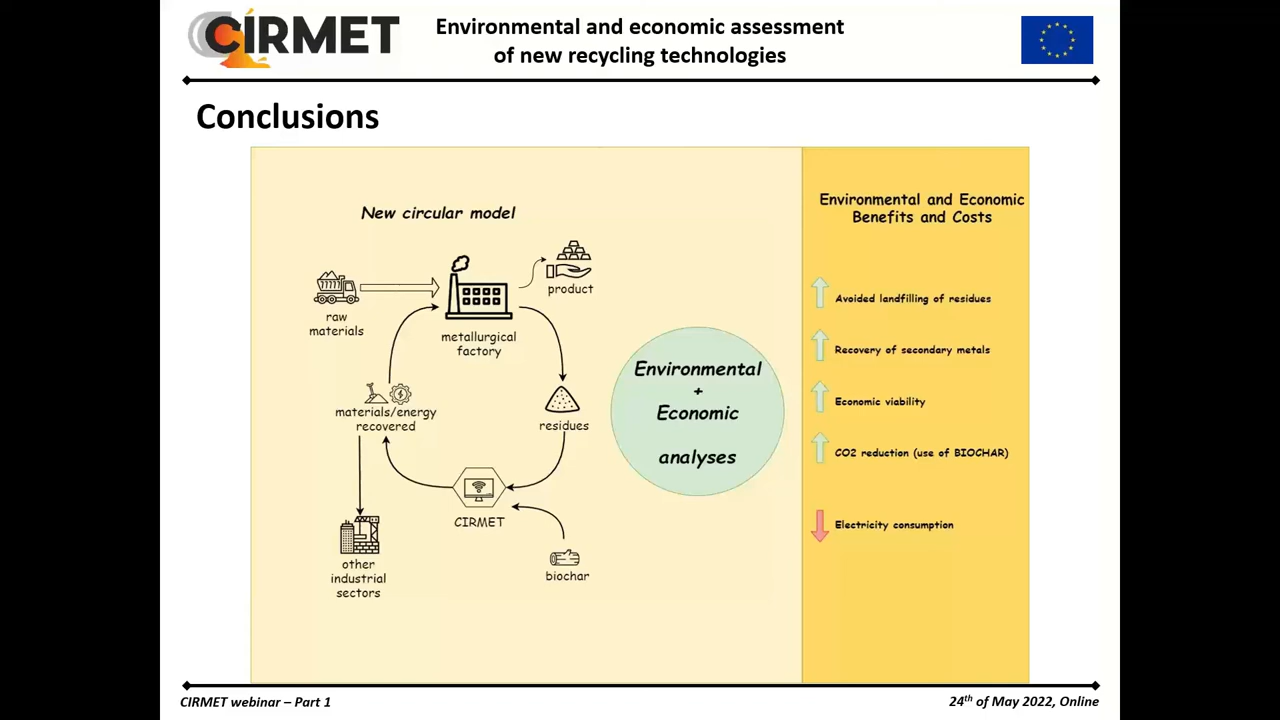 CIRMET
Environmental and economic assessment
of new recycling technologies
Conclusions
New circular model
raw
materials
metallurgical
factory
product
materials/energy
recovered
residues
CIRMET
other
industrial
sectors
biochar
Environmental
+
Economic
analyses
Environmental and Economic
Benefits and Costs
Avoided landfilling of residues
Recovery of secondary metals
Economic viability
CO2 reduction (use of BIOCHAR)
Electricity consumption
CIRMET webinar – Part 1
24th of May 2022, Online